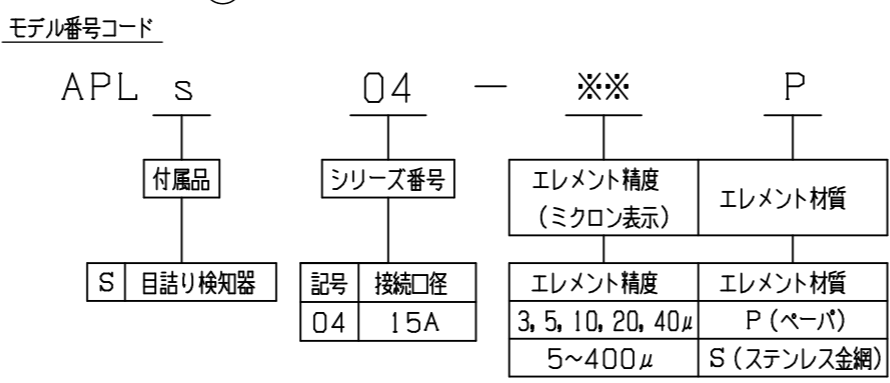 モデル番号コード
APL s 04 － ※※ P
付属品 シリーズ番号 エレメント精度 エレメント材質
(ミクロン表示)
S 目詰り検知器 記号 接続口径 エレメント精度 エレメント材質
04 15A 3, 5, 10, 20, 40μ P(ペーパ)
5~400μ S(ステンレス金網)